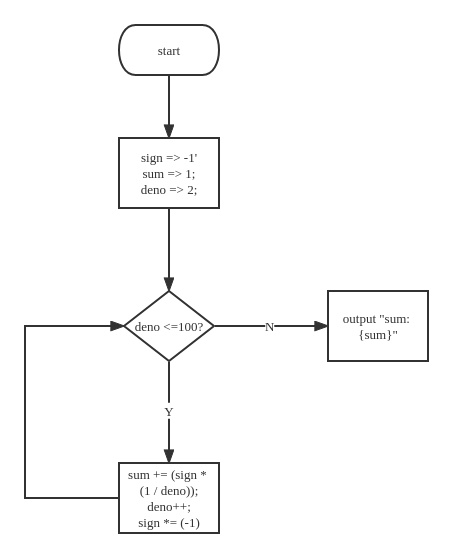 start
sign => -1'
sum => 1;
deno => 2;
deno <=100?
N
output "sum:
{sum}"
Y
sum += (sign *
(1 / deno));
deno++;
sign *= (-1)